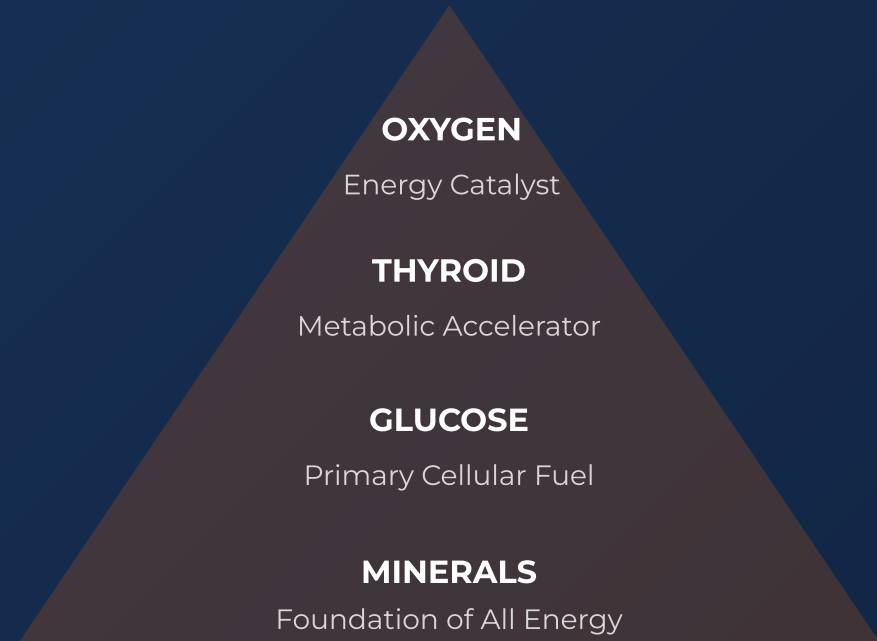 OXYGEN
Energy Catalyst
THYROID
Metabolic Accelerator
GLUCOSE
Primary Cellular Fuel
MINERALS
Foundation of All Energy